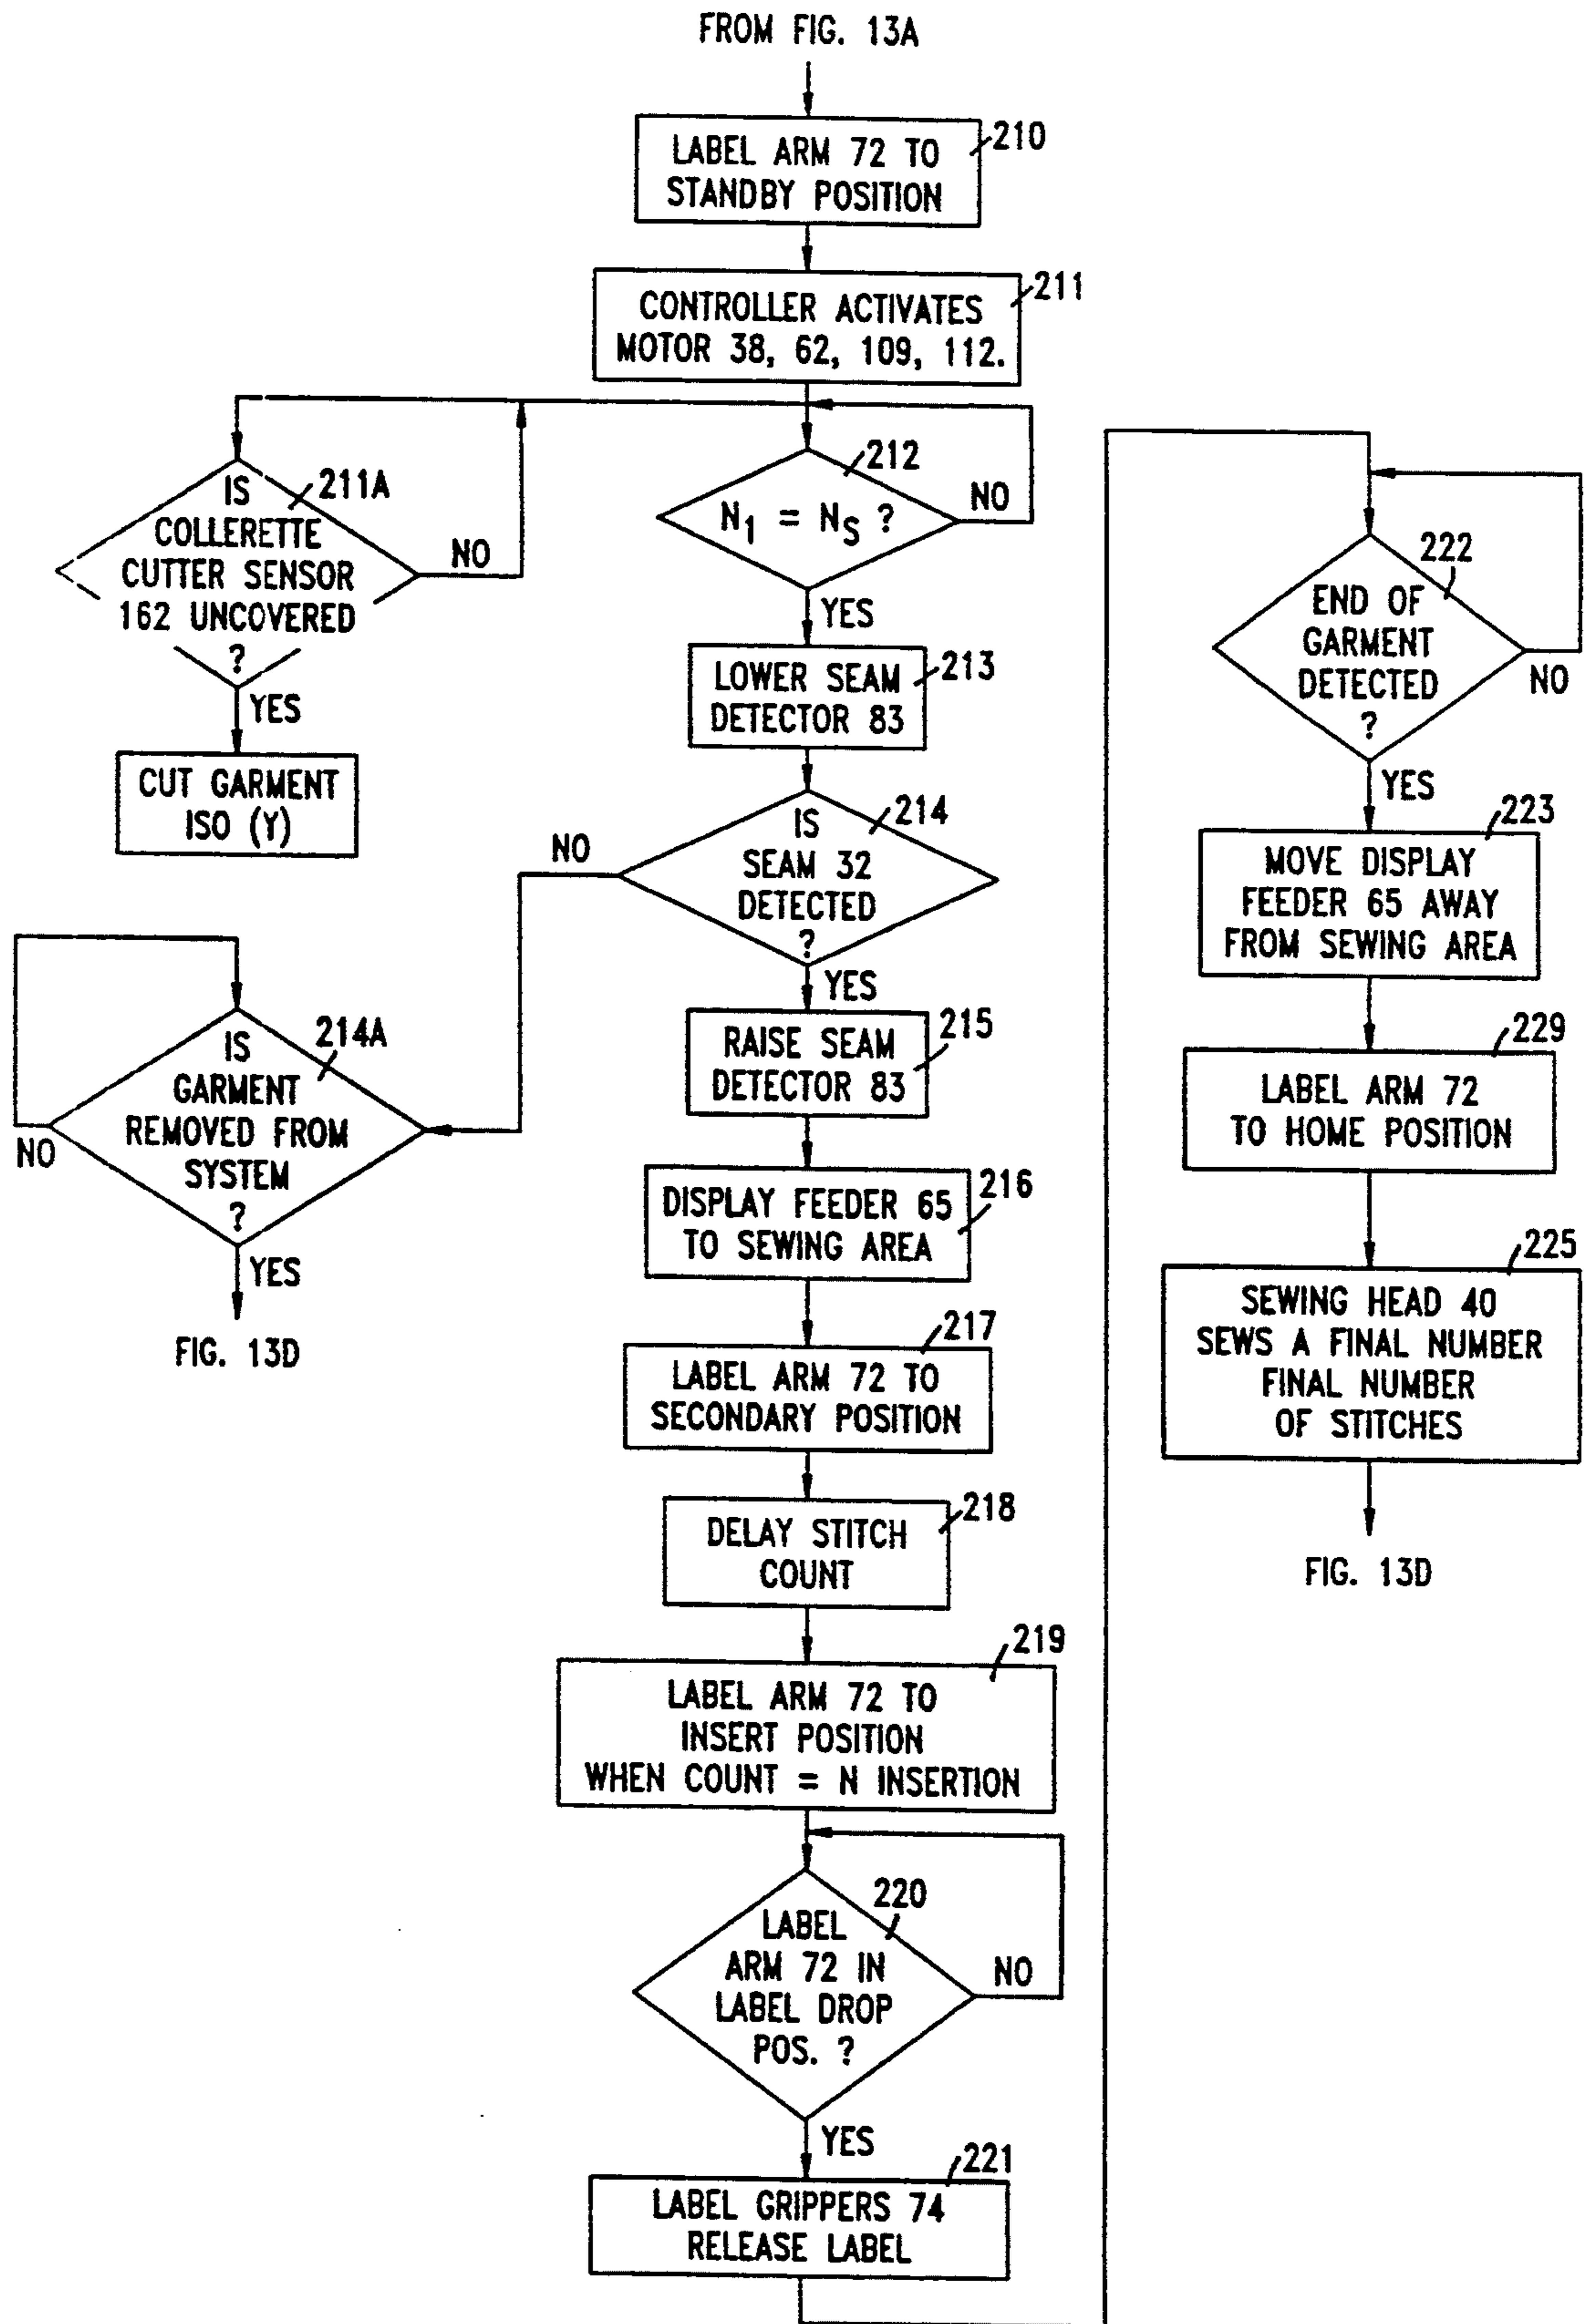 FROM FIG. 13A
210
LABEL ARM 72 TO
STANDBY POSITION
211
CONTROLLER ACTIVATES
MOTOR 38, 62, 109, 112.
211A
IS
COLLERETTE
CUTTER SENSOR
162 UNCOVERED
?
NO
YES
CUT GARMENT
ISO (Y)
212
N1 = NS ?
NO
YES
213
LOWER SEAM
DETECTOR 83
214
IS
SEAM 32
DETECTED
?
NO
YES
214A
IS
GARMENT
REMOVED FROM
SYSTEM
?
NO
YES
FIG. 13D
215
RAISE SEAM
DETECTOR 83
216
DISPLAY FEEDER 65
TO SEWING AREA
217
LABEL ARM 72 TO
SECONDARY POSITION
218
DELAY STITCH
COUNT
219
LABEL ARM 72 TO
INSERT POSITION
WHEN COUNT = N INSERTION
220
LABEL
ARM 72 IN
LABEL DROP
POS. ?
NO
YES
221
LABEL GRIPPERS 74
RELEASE LABEL
222
END OF
GARMENT
DETECTED
?
NO
YES
223
MOVE DISPLAY
FEEDER 65 AWAY
FROM SEWING AREA
229
LABEL ARM 72
TO HOME POSITION
225
SEWING HEAD 40
SEWS A FINAL NUMBER
FINAL NUMBER
OF STITCHES
FIG. 13D